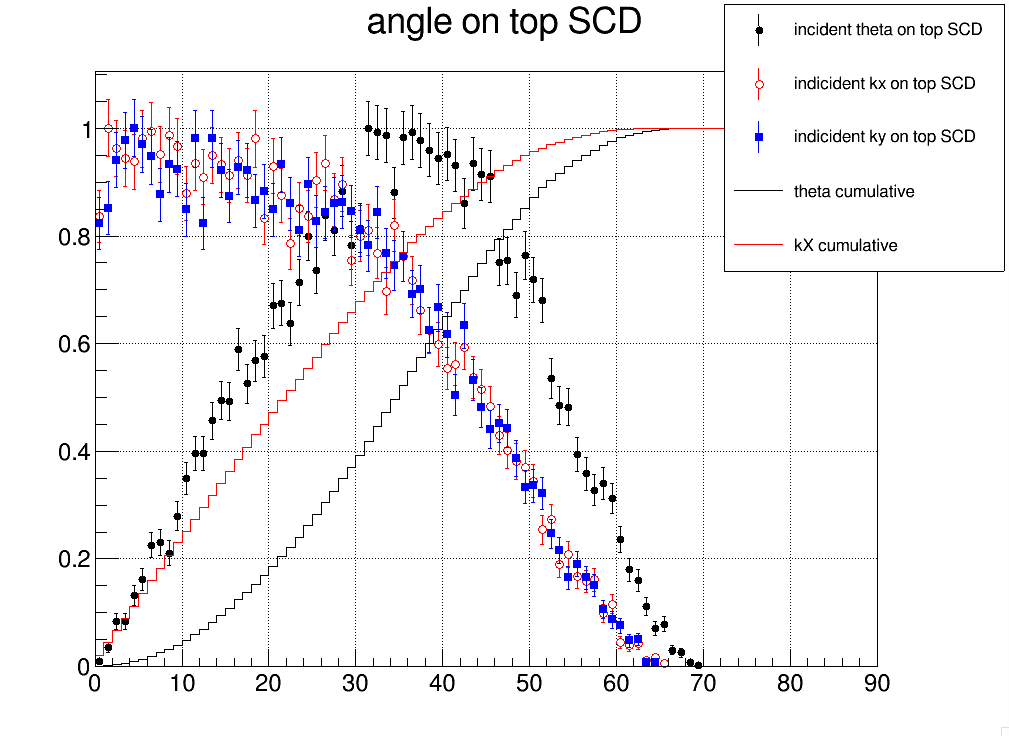 angle on top SCD
incident theta on top SCD
indicident kx on top SCD
indicident ky on top SCD
theta cumulative
kX cumulative
1
0.8
0.6
0.4
0.2
0
0 10 20 30 40 50 60 70 80 90